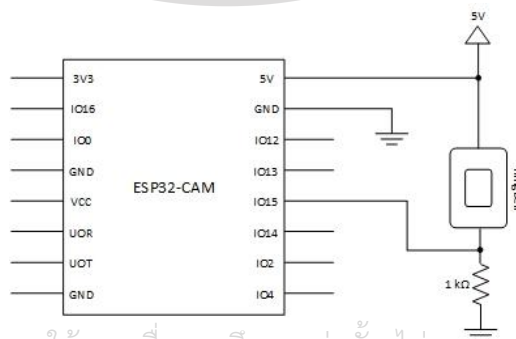 5V
3V3
IO16
IO0
GND
VCC
UOR
UOT
GND
ESP32-CAM
5V
GND
IO12
IO13
IO15
IO14
IO2
IO4
1 kΩ